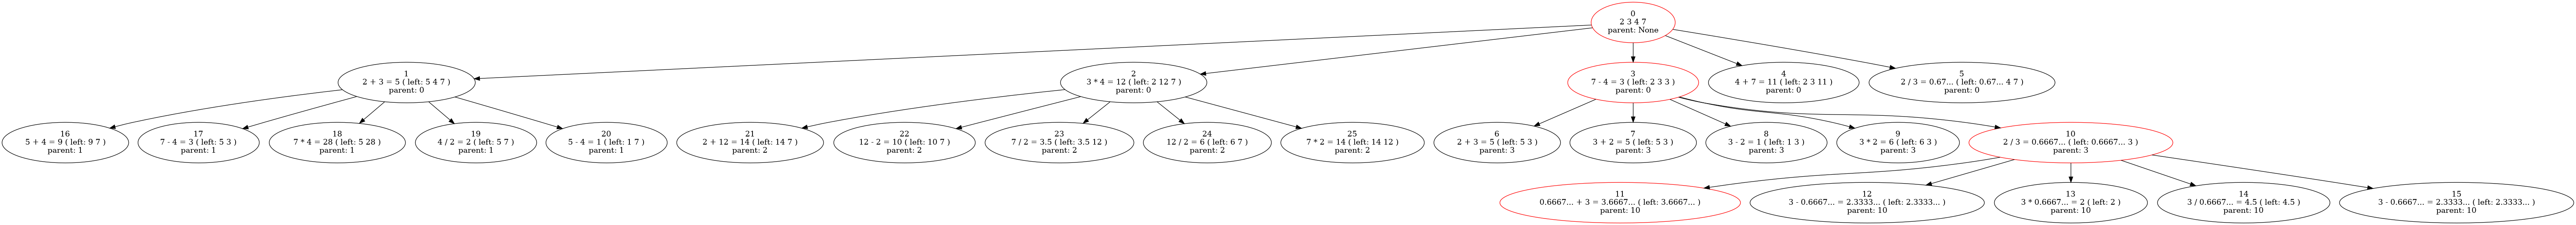 0
2 3 4 7
parent: None
1
2 + 3 = 5 ( left: 5 4 7 )
parent: 0
2
3 * 4 = 12 ( left: 2 12 7 )
parent: 0
3
7 - 4 = 3 ( left: 2 3 3 )
parent: 0
4
4 + 7 = 11 ( left: 2 3 11 )
parent: 0
5
2 / 3 = 0.67... ( left: 0.67... 4 7 )
parent: 0
16
5 + 4 = 9 ( left: 9 7 )
parent: 1
17
7 - 4 = 3 ( left: 5 3 )
parent: 1
18
7 * 4 = 28 ( left: 5 28 )
parent: 1
19
4 / 2 = 2 ( left: 5 7 )
parent: 1
20
5 - 4 = 1 ( left: 1 7 )
parent: 1
21
2 + 12 = 14 ( left: 14 7 )
parent: 2
22
12 - 2 = 10 ( left: 10 7 )
parent: 2
23
7 / 2 = 3.5 ( left: 3.5 12 )
parent: 2
24
12 / 2 = 6 ( left: 6 7 )
parent: 2
25
7 * 2 = 14 ( left: 14 12 )
parent: 2
6
2 + 3 = 5 ( left: 5 3 )
parent: 3
7
3 + 2 = 5 ( left: 5 3 )
parent: 3
8
3 - 2 = 1 ( left: 1 3 )
parent: 3
9
3 * 2 = 6 ( left: 6 3 )
parent: 3
10
2 / 3 = 0.6667... ( left: 0.6667... 3 )
parent: 3
11
0.6667... + 3 = 3.6667... ( left: 3.6667... )
parent: 10
12
3 - 0.6667... = 2.3333... ( left: 2.3333... )
parent: 10
13
3 * 0.6667... = 2 ( left: 2 )
parent: 10
14
3 / 0.6667... = 4.5 ( left: 4.5 )
parent: 10
15
3 - 0.6667... = 2.3333... ( left: 2.3333... )
parent: 10